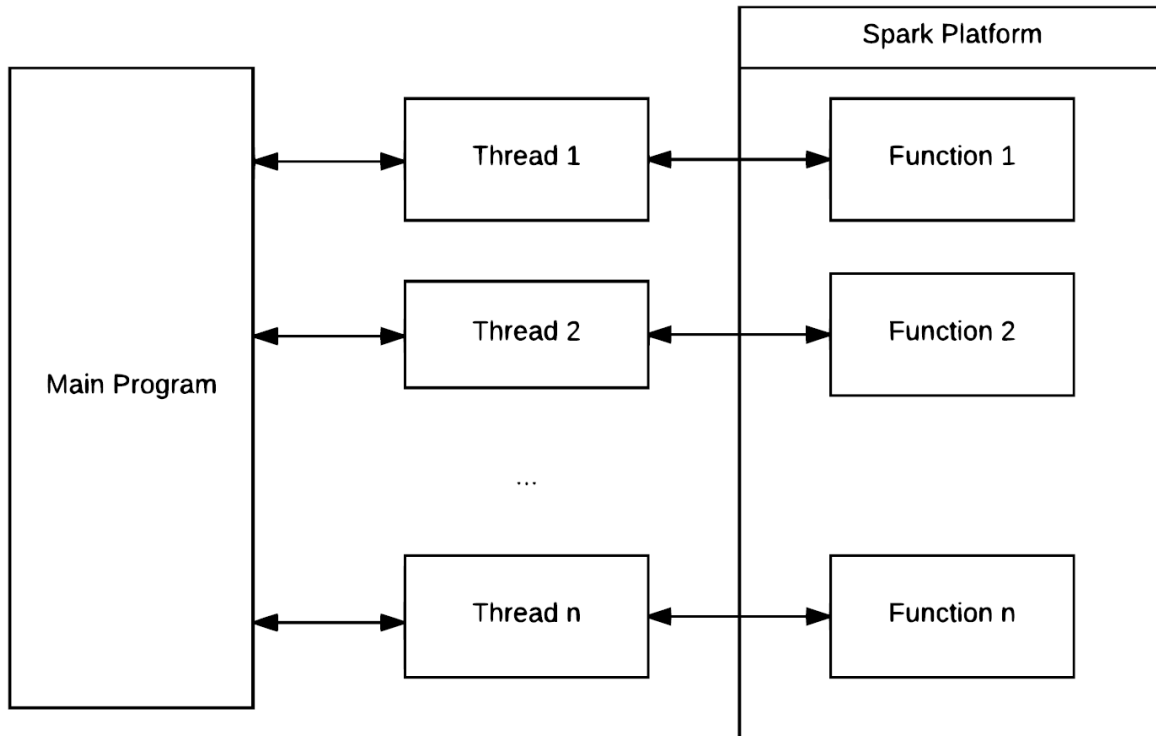 Spark Platform
Thread 1
Function 1
Thread 2
Function 2
Main Program
...
Thread n
Function n